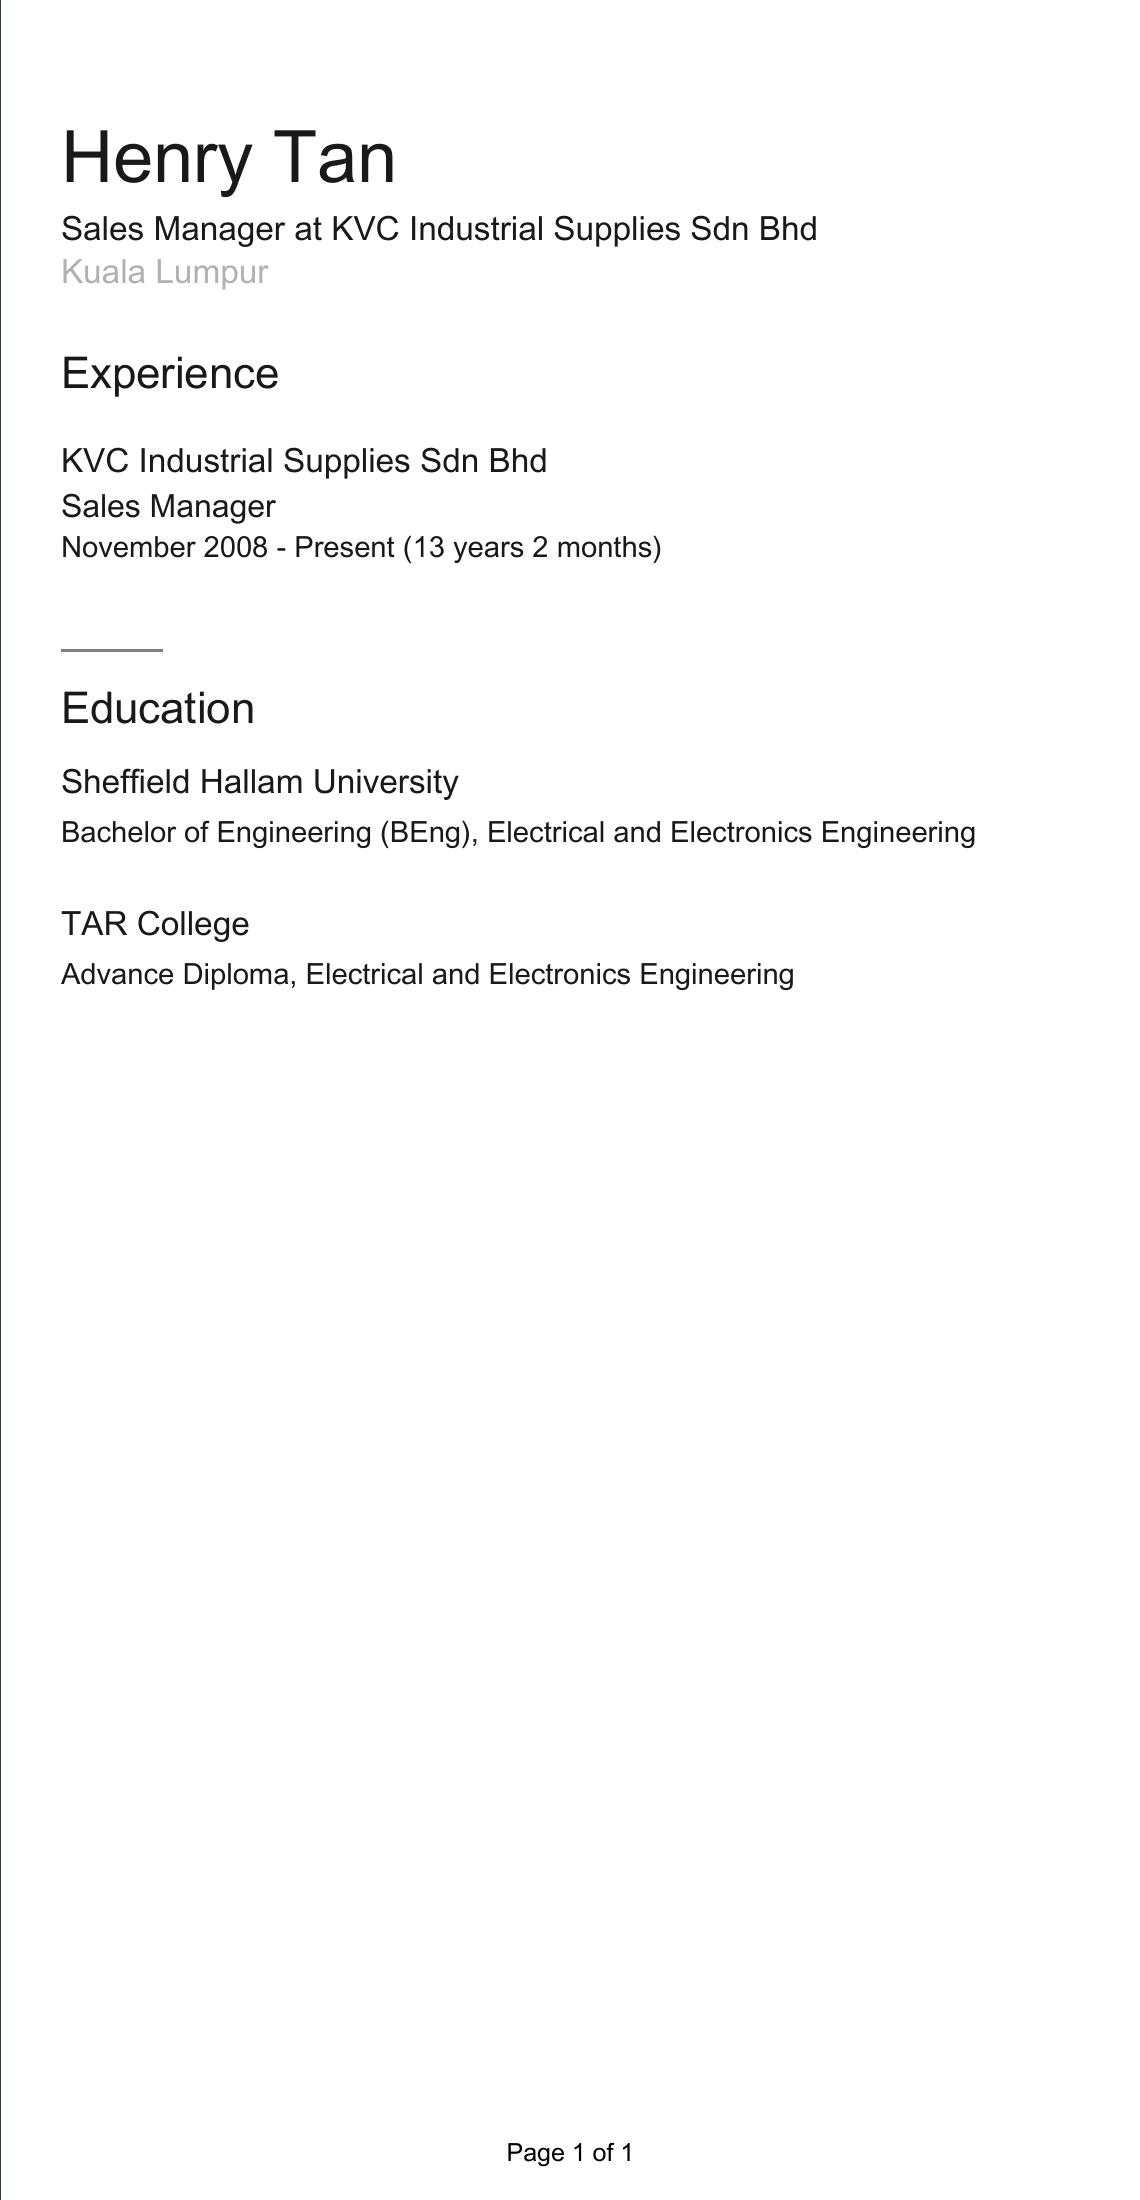 Henry Tan
Sales Manager at KVC Industrial Supplies Sdn Bhd
Kuala Lumpur
Experience
KVC Industrial Supplies Sdn Bhd
Sales Manager
November 2008 - Present (13 years 2 months)
Education
Sheffield Hallam University
Bachelor of Engineering (BEng), Electrical and Electronics Engineering
TAR College
Advance Diploma, Electrical and Electronics Engineering
Page 1 of 1